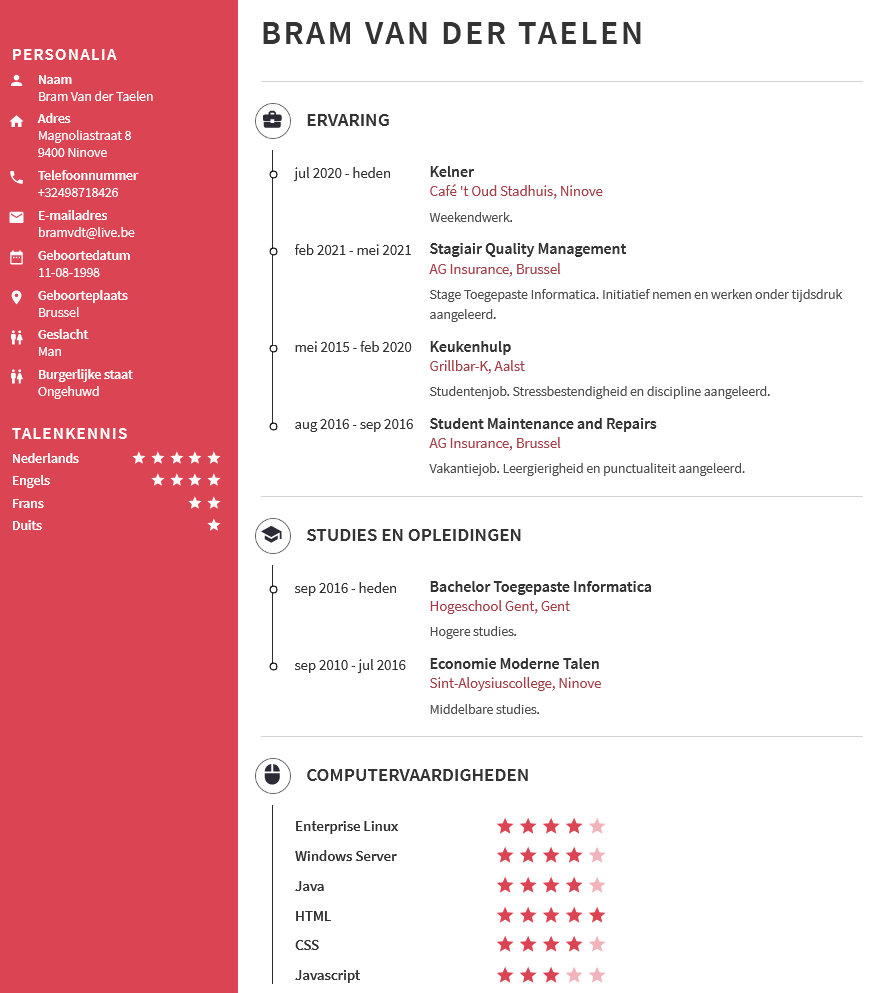 BRAM VAN DER TAELEN
PERSONALIA
Naam
Bram Van der Taelen
Adres
Magnoliastraat 8
9400 Ninove
Telefoonnummer
+32498718426
E-mailadres
bramvdt@live.be
Geboortedatum
11-08-1998
Geboorteplaats
Brussel
Geslacht
Man
Burgerlijke staat
Ongehuwd
TALENKENNIS
Nederlands
Engels
Frans
Duits
ERVARING
jul 2020 - heden Kelner
Café 't Oud Stadhuis, Ninove
Weekendwerk.
feb 2021 - mei 2021 Stagiair Quality Management
AG Insurance, Brussel
Stage Toegepaste Informatica. Initiatief nemen en werken onder tijdsdruk
aangeleerd.
mei 2015 - feb 2020 Keukenhulp
Grillbar-K, Aalst
Studentenjob. Stressbestendigheid en discipline aangeleerd.
aug 2016 - sep 2016 Student Maintenance and Repairs
AG Insurance, Brussel
Vakantiejob. Leergierigheid en punctualiteit aangeleerd.
STUDIES EN OPLEIDINGEN
sep 2016 - heden Bachelor Toegepaste Informatica
Hogeschool Gent, Gent
Hogere studies.
sep 2010 - jul 2016 Economie Moderne Talen
Sint-Aloysiuscollege, Ninove
Middelbare studies.
COMPUTERVAARDIGHEDEN
Enterprise Linux
Windows Server
Java
HTML
CSS
Javascript